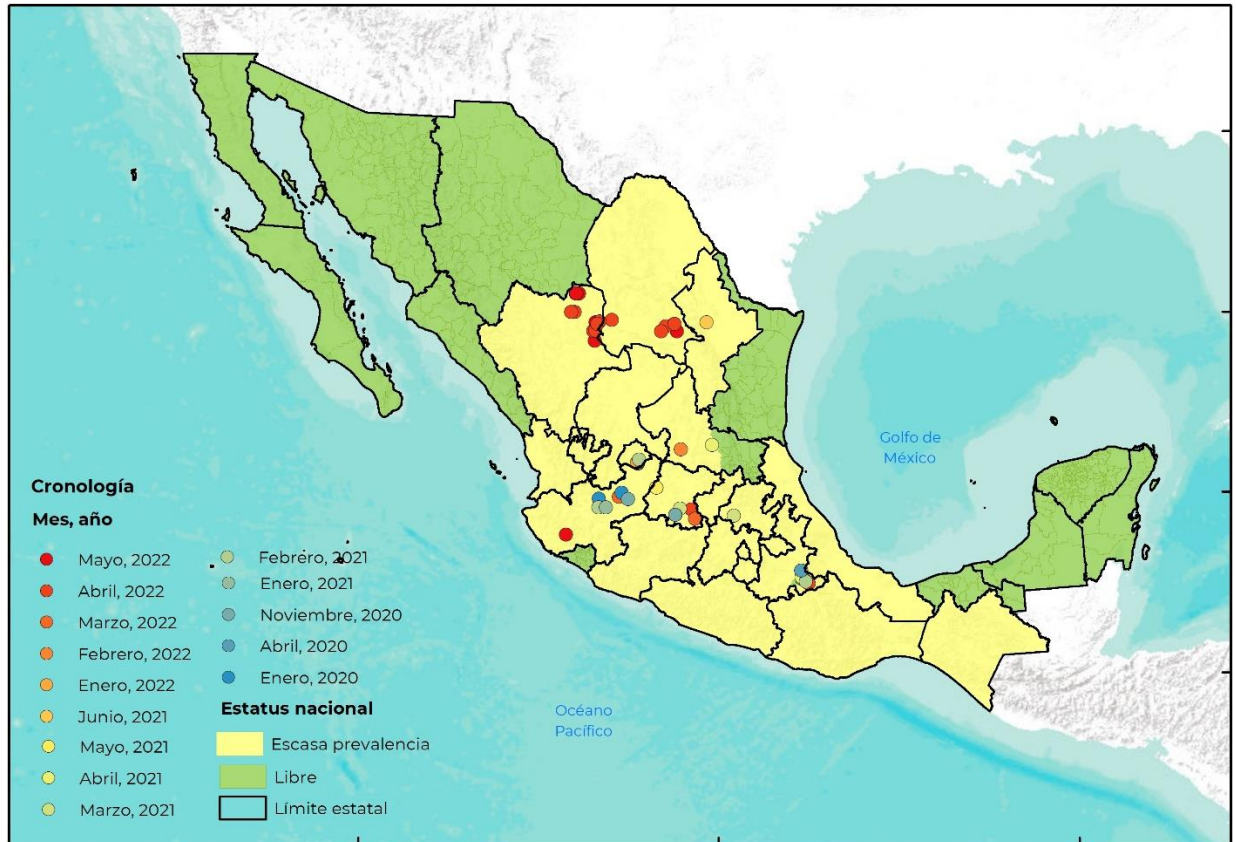 Golfo de
México
Cronología
Mes, año
Mayo, 2022
Abril, 2022
Marzo, 2022
Febrero, 2022
Enero, 2022
Junio, 2021
Mayo, 2021
Abril, 2021
Marzo, 2021
Febrero, 2021
Enero, 2021
Noviembre, 2020
Abril, 2020
Enero, 2020
Estatus nacional
Escasa prevalencia
Libre
Límite estatal
Océano
Pacífico